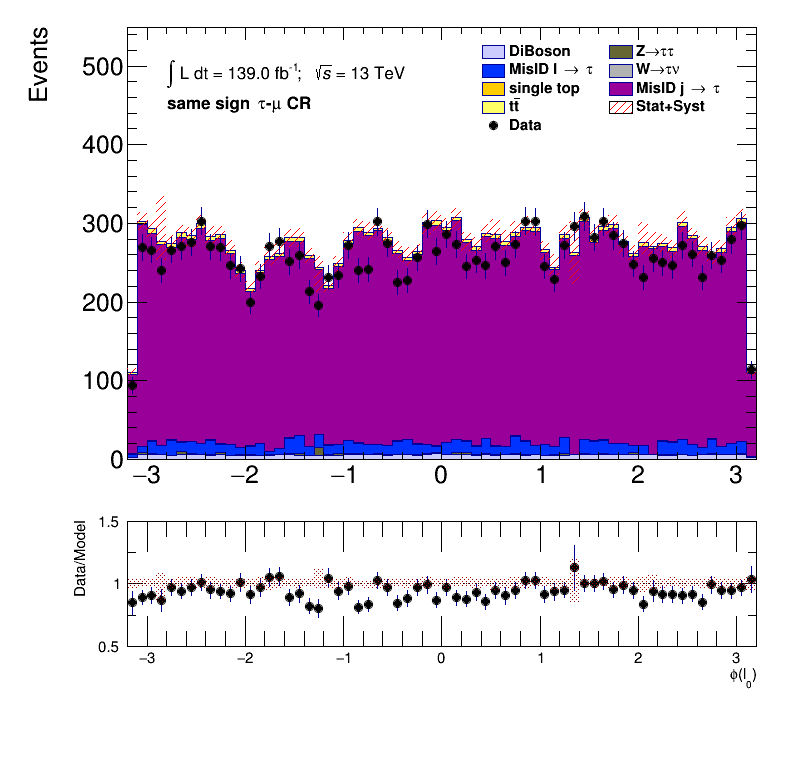 Events
500
400
300
200
100
0
∫ L dt = 139.0 fb⁻¹; √s = 13 TeV
same sign τ-μ CR
DiBoson
MisID l → τ
single top
tt̄
Data
Z→ττ
W→τν
MisID j → τ
Stat+Syst
−3 −2 −1 0 1 2 3
Data/Model
1.5
1
0.5
−3 −2 −1 0 1 2 3
ϕ(l₀)